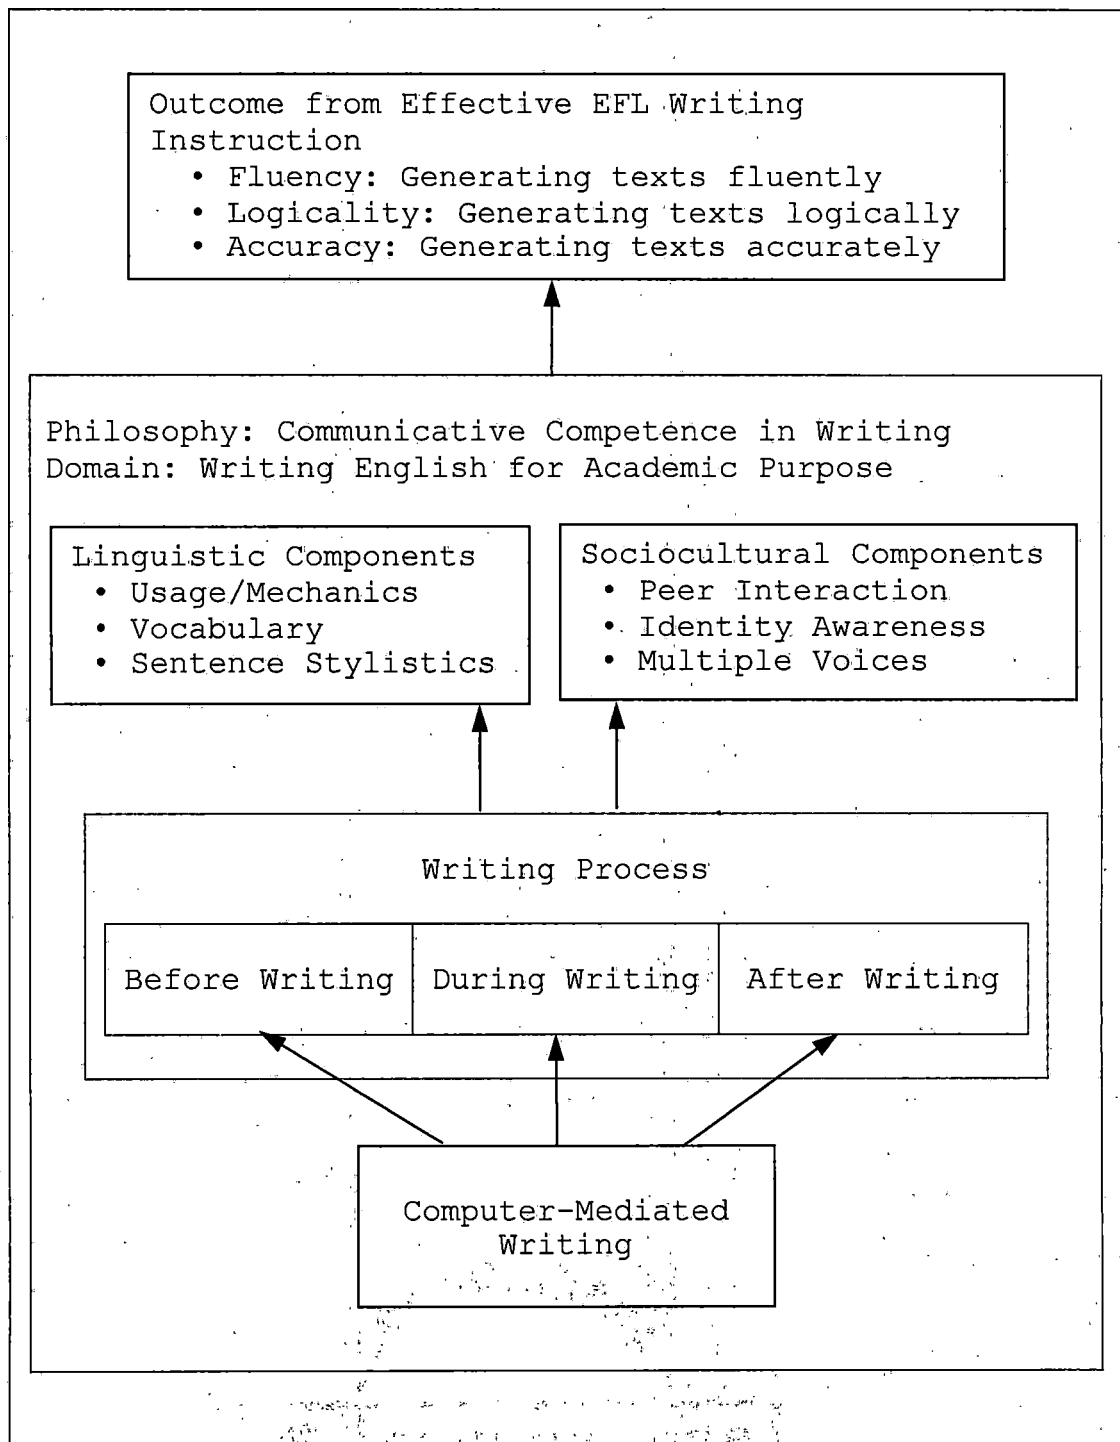 Outcome from Effective EFL Writing
Instruction
• Fluency: Generating texts fluently
• Logicality: Generating texts logically
• Accuracy: Generating texts accurately
Philosophy: Communicative Competence in Writing
Domain: Writing English for Academic Purpose
Linguistic Components
• Usage/Mechanics
• Vocabulary
• Sentence Stylistics
Sociocultural Components
• Peer Interaction
• Identity Awareness
• Multiple Voices
Writing Process
Before Writing
During Writing
After Writing
Computer-Mediated
Writing